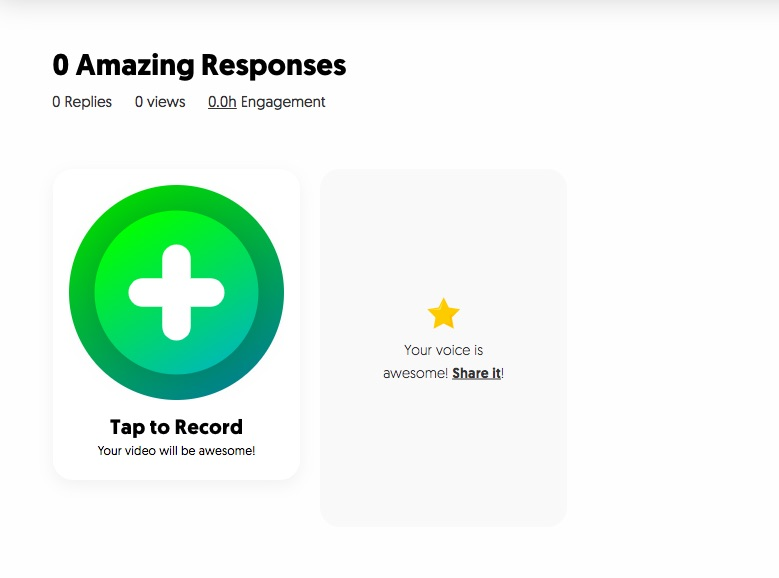 0 Amazing Responses
0 Replies 0 views 0.0h Engagement
Tap to Record
Your video will be awesome!
Your voice is
awesome! Share it!